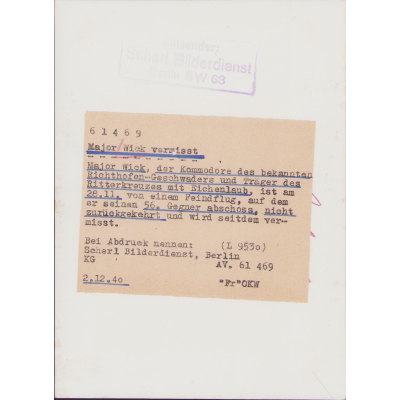 Scherl Bilderdienst
Berlin SW 68
61469
Major Wick vermisst
Major Wick, der Kommodore des bekannten
Richthofen-Geschwaders und Träger des
Ritterkreuzes mit Eichenlaub, ist am
28.11. von einem Feindflug, auf dem
er seinen 56. Gegner abschoss, nicht
zurückgekehrt und wird seitdem ver-
misst.
Bei Abdruck nennen: (L 9530)
Scherl Bilderdienst, Berlin
KG AV. 61 469
2.12.40 "Pr"OKW